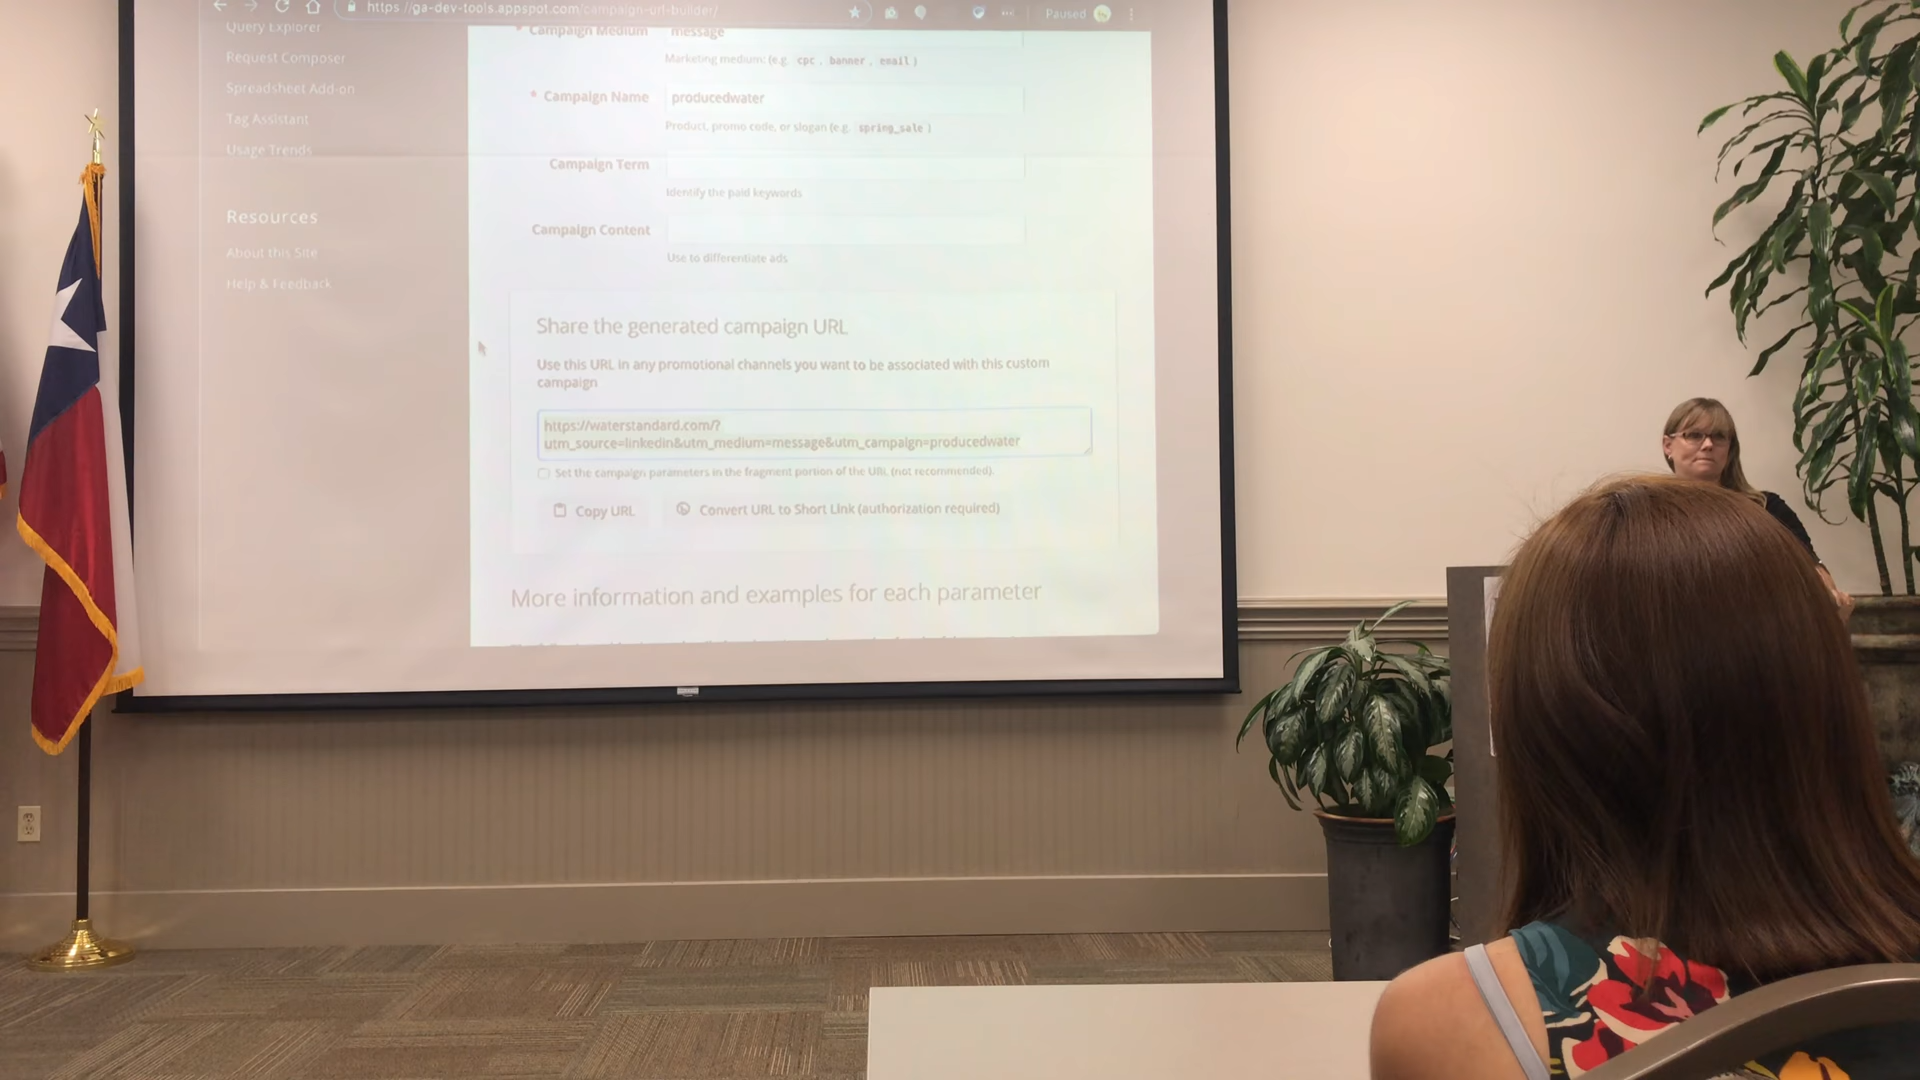 https://ga-dev-tools.appspot.com/campaign-url-builder/
Paused
Query Explorer
Request Composer
Spreadsheet Add-on
Tag Assistant
Usage Trends
Resources
About this Site
Help & Feedback
* Campaign Medium message
Marketing medium: (e.g. cpc, banner, email)
* Campaign Name producedwater
Product, promo code, or slogan (e.g. spring_sale)
Campaign Term
Identify the paid keywords
Campaign Content
Use to differentiate ads
Share the generated campaign URL
Use this URL in any promotional channels you want to be associated with this custom
campaign
https://waterstandard.com/?
utm_source=linkedin&utm_medium=message&utm_campaign=producedwater
Set the campaign parameters in the fragment portion of the URL (not recommended).
Copy URL
Convert URL to Short Link (authorization required)
More information and examples for each parameter